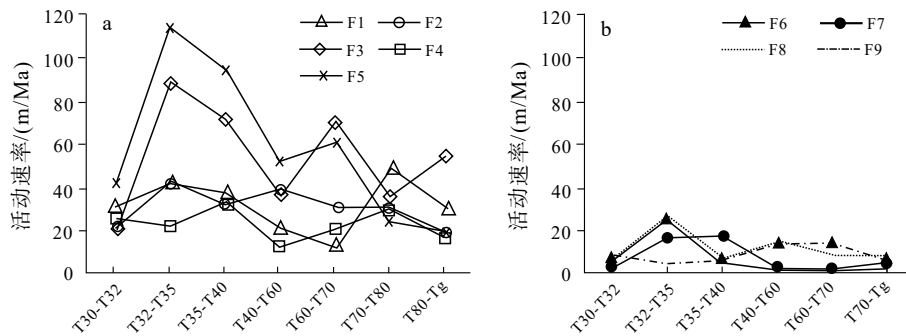 活动速率/(m/Ma)
120
100
80
60
40
20
0
a
F1 F2
F3 F4
F5
T30-T32 T32-T35 T35-T40 T40-T60 T60-T70 T70-T80 T80-Tg
活动速率/(m/Ma)
120
100
80
60
40
20
0
b
F6 F7
F8 F9
T30-T32 T32-T35 T35-T40 T40-T60 T60-T70 T70-Tg